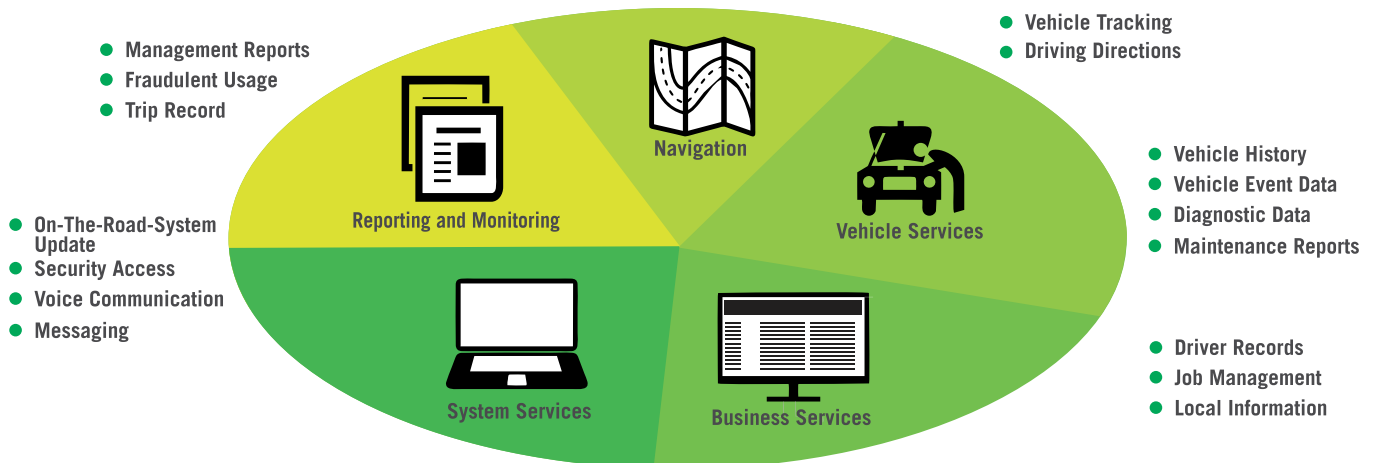 Management Reports
Fraudulent Usage
Trip Record
Vehicle Tracking
Driving Directions
Navigation
Reporting and Monitoring
Vehicle Services
Vehicle History
Vehicle Event Data
Diagnostic Data
Maintenance Reports
On-The-Road-System
Update
Security Access
Voice Communication
Messaging
System Services
Business Services
Driver Records
Job Management
Local Information